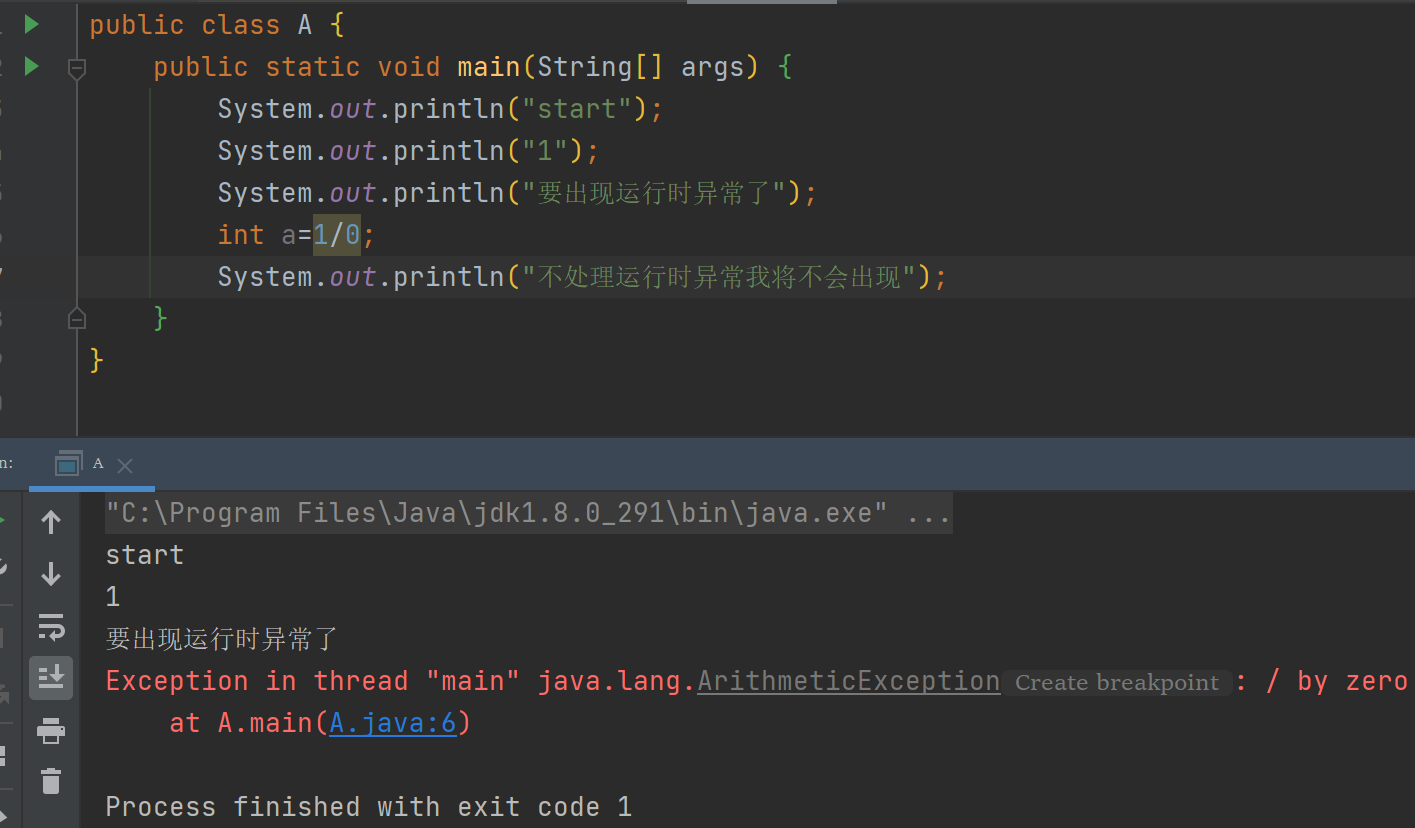 public class A {
public static void main(String[] args) {
System.out.println("start");
System.out.println("1");
System.out.println("要出现运行时异常了");
int a=1/0;
System.out.println("不处理运行时异常我将不会出现");
}
}
n:
A
"C:\Program Files\Java\jdk1.8.0_291\bin\java.exe" ...
start
1
要出现运行时异常了
Exception in thread "main" java.lang.ArithmeticException Create breakpoint : / by zero
at A.main(A.java:6)
Process finished with exit code 1